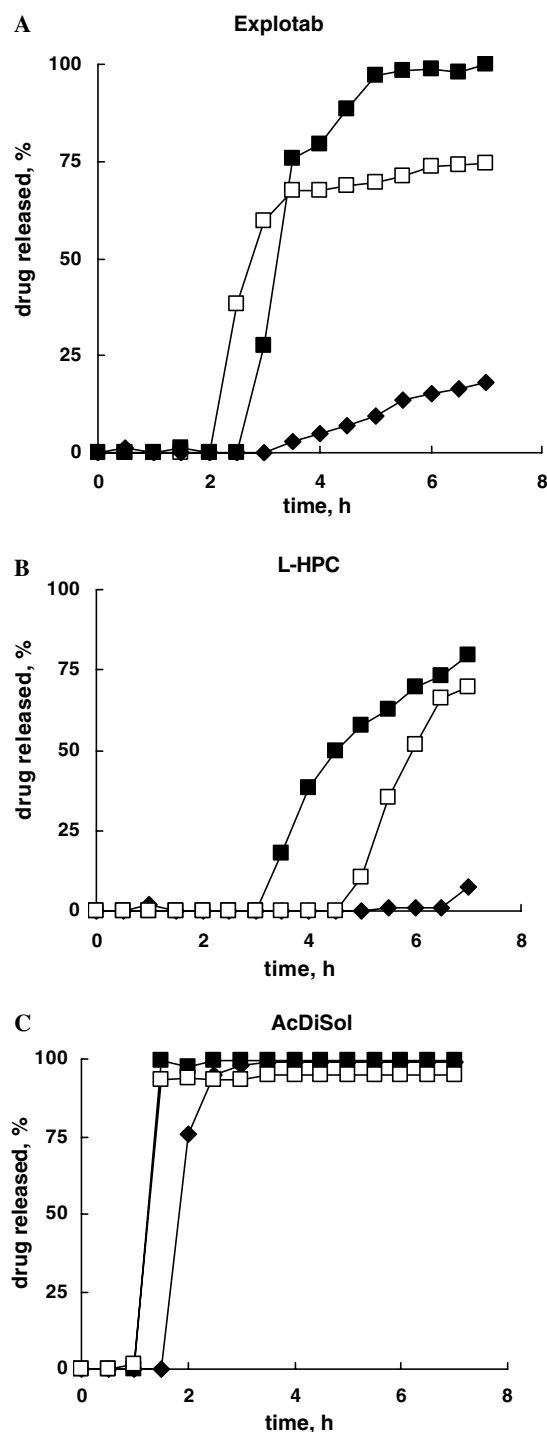 A
Explotab
100
75
50
25
0
drug released, %
0 2 4 6 8
time, h
B
L-HPC
100
75
50
25
0
drug released, %
0 2 4 6 8
time, h
C
AcDiSol
100
75
50
25
0
drug released, %
0 2 4 6 8
time, h